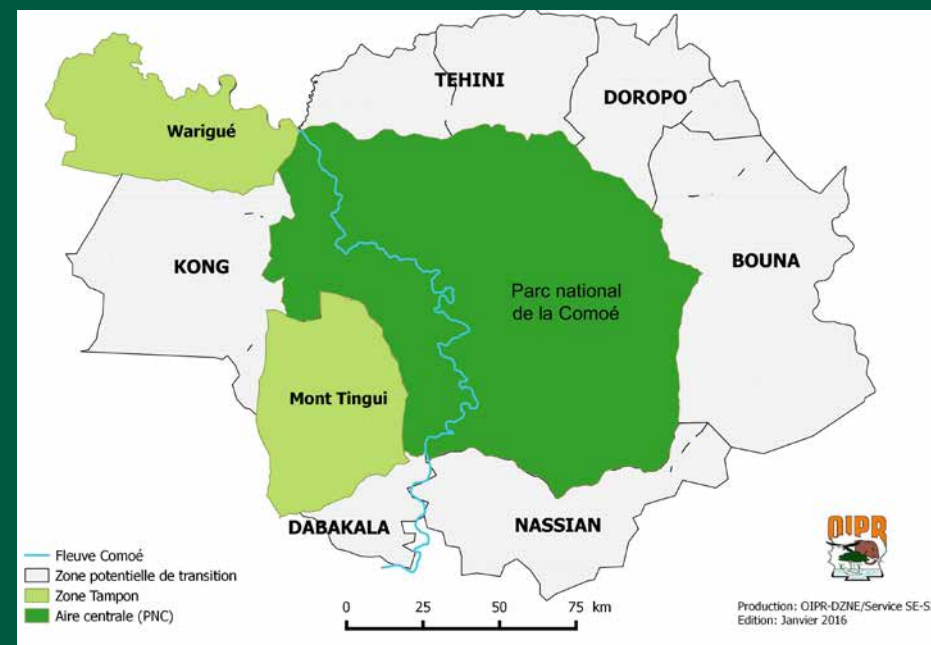 TEHINI
DOROPO
Warigué
KONG
BOUNA
Parc national
de la Comoé
Mont Tingui
DABAKALA
NASSIAN
OIPR
Fleuve Comoé
Zone potentielle de transition
Zone Tampon
Aire centrale (PNC)
0 25 50 75 km
Production: OIPR-DZNE/Service SE-S
Edition: Janvier 2016